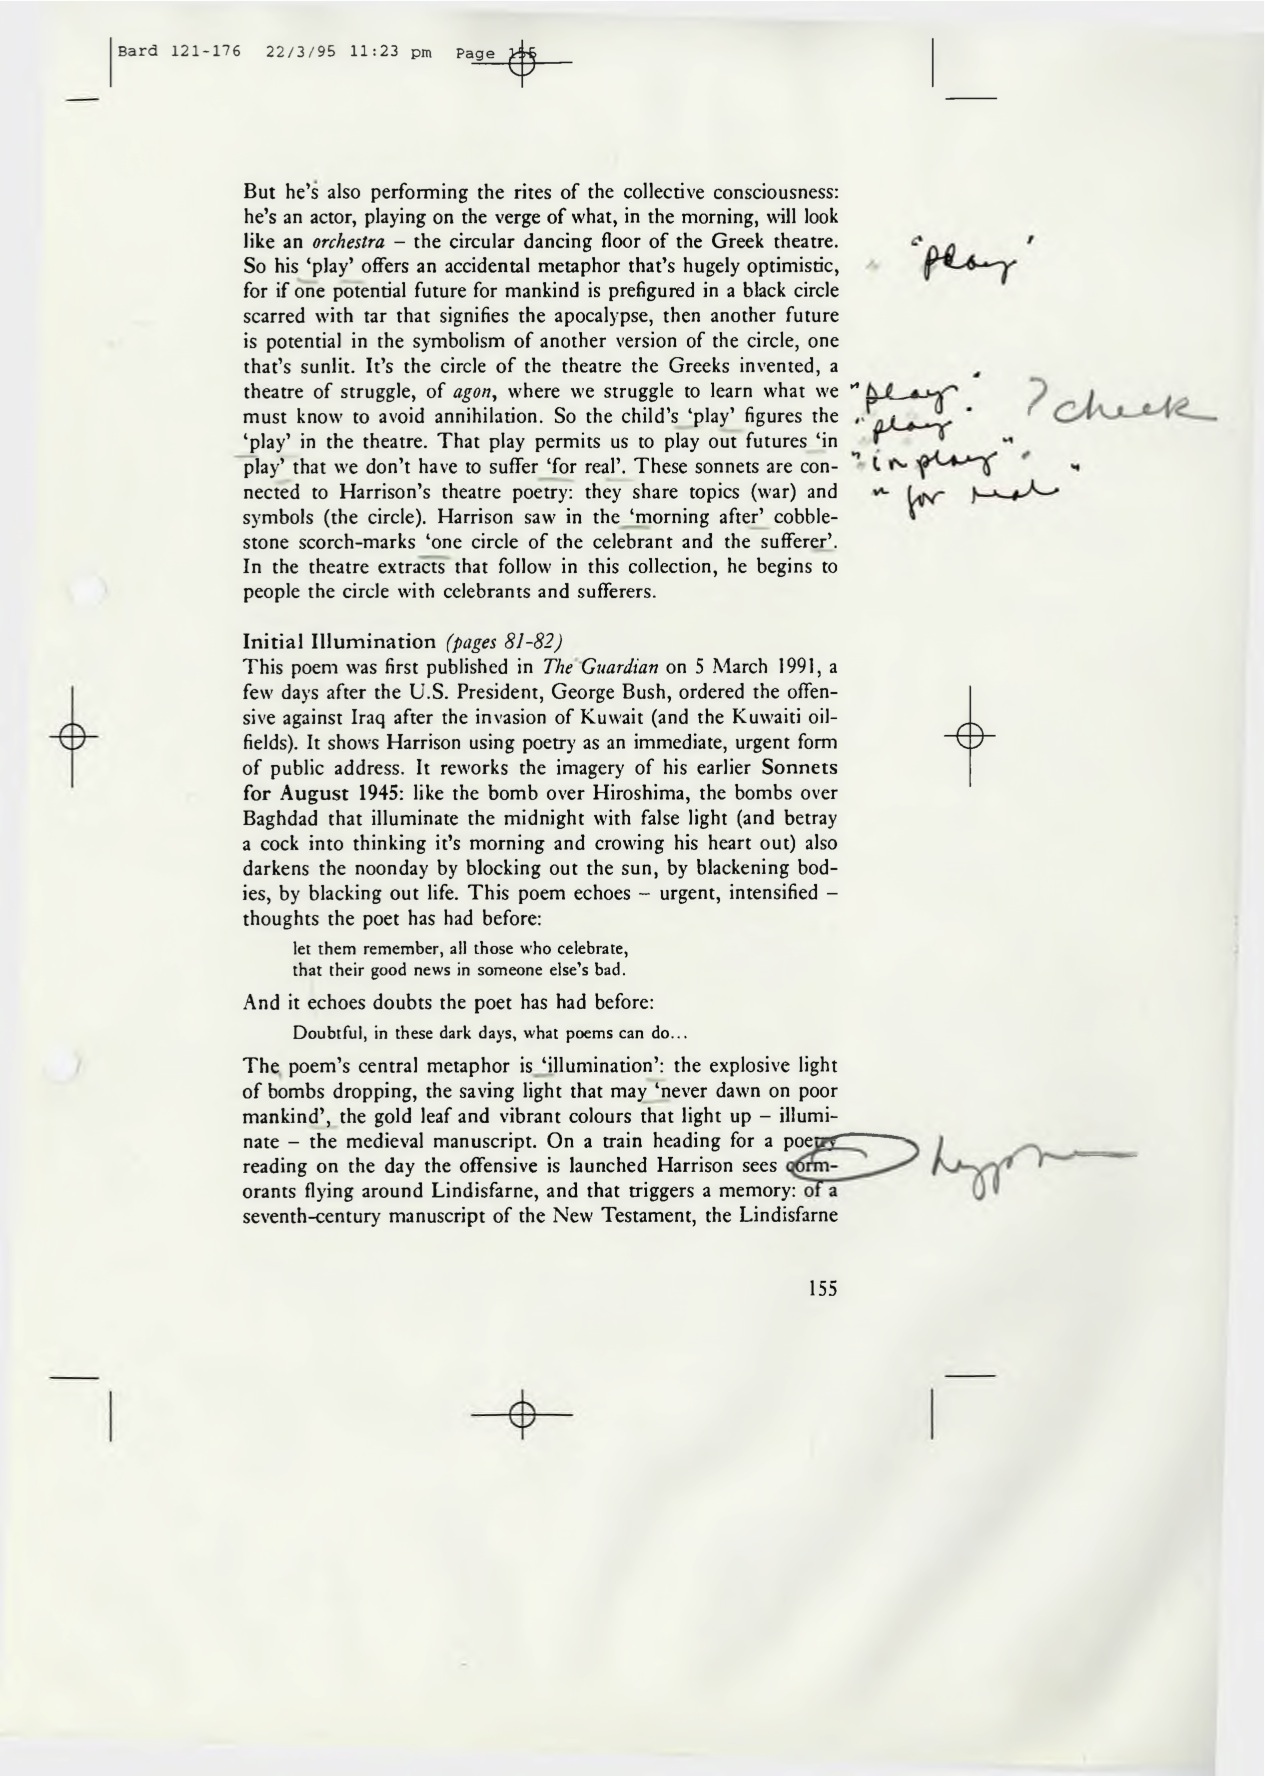 Bard 121-176 22/3/95 11:23 pm Page 155
But he's also performing the rites of the collective consciousness:
he's an actor, playing on the verge of what, in the morning, will look
like an orchestra – the circular dancing floor of the Greek theatre.
'play'
So his 'play' offers an accidental metaphor that's hugely optimistic,
for if one potential future for mankind is prefigured in a black circle
scarred with tar that signifies the apocalypse, then another future
is potential in the symbolism of another version of the circle, one
that's sunlit. It's the circle of the theatre the Greeks invented, a
theatre of struggle, of agon, where we struggle to learn what we
"play"
? check
must know to avoid annihilation. So the child's 'play' figures the
"play"
'play' in the theatre. That play permits us to play out futures 'in
"in play"
play' that we don't have to suffer 'for real'. These sonnets are con-
"for real"
nected to Harrison's theatre poetry: they share topics (war) and
symbols (the circle). Harrison saw in the 'morning after' cobble-
stone scorch-marks 'one circle of the celebrant and the sufferer'.
In the theatre extracts that follow in this collection, he begins to
people the circle with celebrants and sufferers.
Initial Illumination (pages 81-82)
This poem was first published in The Guardian on 5 March 1991, a
few days after the U.S. President, George Bush, ordered the offen-
sive against Iraq after the invasion of Kuwait (and the Kuwaiti oil-
fields). It shows Harrison using poetry as an immediate, urgent form
of public address. It reworks the imagery of his earlier Sonnets
for August 1945: like the bomb over Hiroshima, the bombs over
Baghdad that illuminate the midnight with false light (and betray
a cock into thinking it's morning and crowing his heart out) also
darkens the noonday by blocking out the sun, by blackening bod-
ies, by blacking out life. This poem echoes – urgent, intensified –
thoughts the poet has had before:
let them remember, all those who celebrate,
that their good news in someone else's bad.
And it echoes doubts the poet has had before:
Doubtful, in these dark days, what poems can do...
The poem's central metaphor is 'illumination': the explosive light
of bombs dropping, the saving light that may 'never dawn on poor
mankind', the gold leaf and vibrant colours that light up – illumi-
nate – the medieval manuscript. On a train heading for a poetry
reading on the day the offensive is launched Harrison sees corm-
orants flying around Lindisfarne, and that triggers a memory: of a
seventh-century manuscript of the New Testament, the Lindisfarne
155